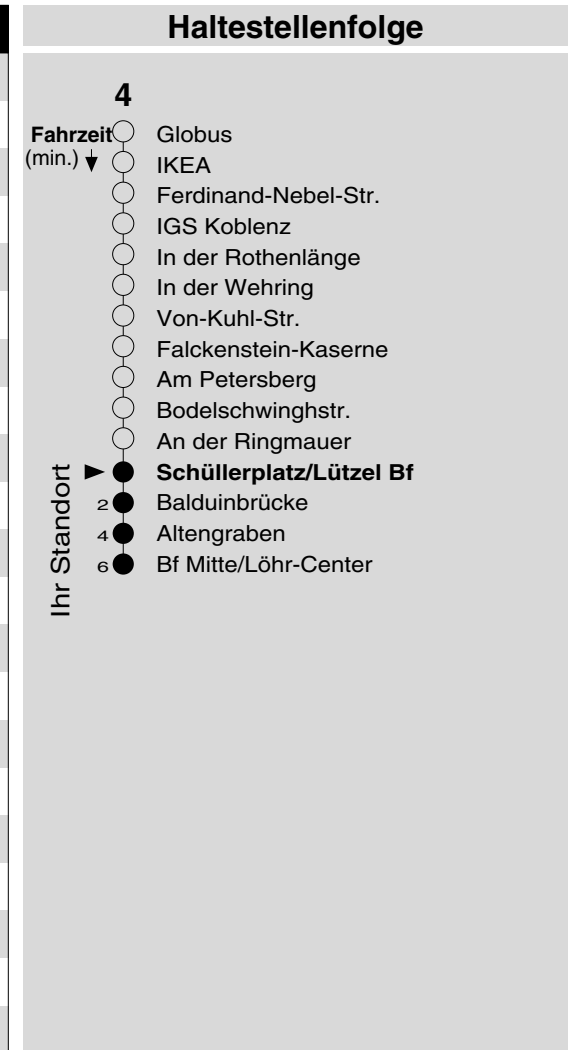 Haltestellenfolge
4
Fahrzeit
(min.)
Globus
IKEA
Ferdinand-Nebel-Str.
IGS Koblenz
In der Rothenlänge
In der Wehring
Von-Kuhl-Str.
Falckenstein-Kaserne
Am Petersberg
Bodelschwinghstr.
An der Ringmauer
Ihr Standort
Schüllerplatz/Lützel Bf
2 Balduinbrücke
4 Altengraben
6 Bf Mitte/Löhr-Center